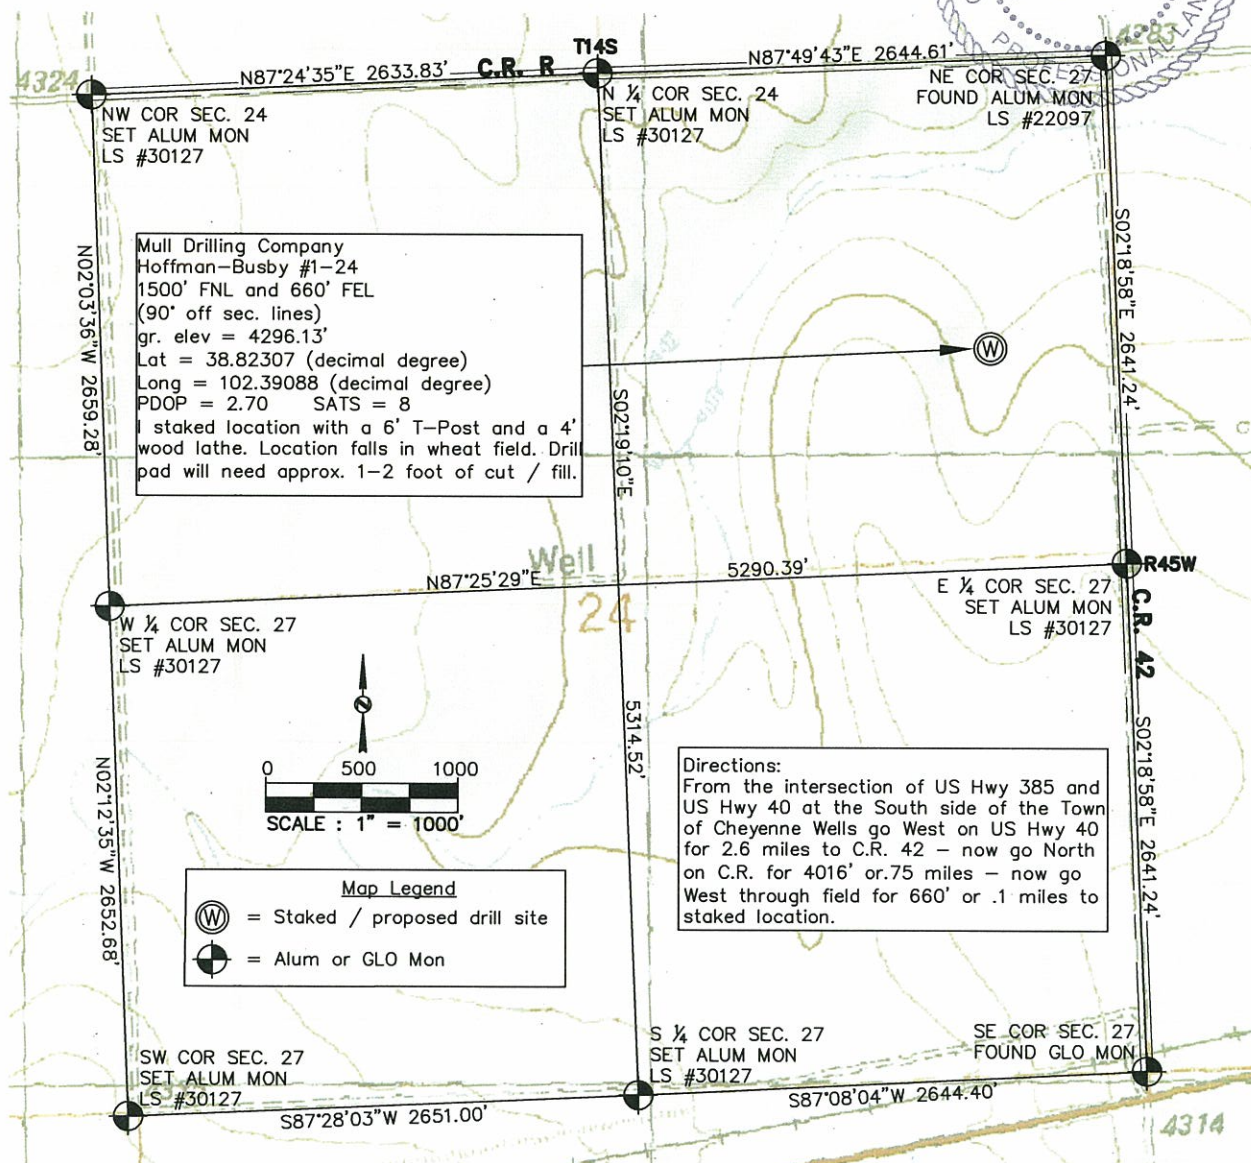 PROFESSIONAL LAN
4324
N87°24'35"E 2633.83'
C.R. R
T14S
N87°49'43"E 2644.61'
4283
NW COR SEC. 24
SET ALUM MON
LS #30127
N ¼ COR SEC. 24
SET ALUM MON
LS #30127
NE COR SEC. 27
FOUND ALUM MON
LS #22097
N02°03'36"W 2659.28'
Mull Drilling Company
Hoffman-Busby #1-24
1500' FNL and 660' FEL
(90° off sec. lines)
gr. elev = 4296.13'
Lat = 38.82307 (decimal degree)
Long = 102.39088 (decimal degree)
PDOP = 2.70 SATS = 8
I staked location with a 6' T-Post and a 4'
wood lathe. Location falls in wheat field. Drill
pad will need approx. 1-2 foot of cut / fill.
S02°19'10"E
5314.52'
W
S02°18'58"E 2641.24'
Well
24
N87°25'29"E
5290.39'
R45W
E ¼ COR SEC. 27
SET ALUM MON
LS #30127
C.R. 42
W ¼ COR SEC. 27
SET ALUM MON
LS #30127
N
0 500 1000
SCALE : 1" = 1000'
N02°12'35"W 2652.68'
S02°18'58"E 2641.24'
Directions:
From the intersection of US Hwy 385 and
US Hwy 40 at the South side of the Town
of Cheyenne Wells go West on US Hwy 40
for 2.6 miles to C.R. 42 - now go North
on C.R. for 4016' or.75 miles - now go
West through field for 660' or .1 miles to
staked location.
Map Legend
W = Staked / proposed drill site
= Alum or GLO Mon
SW COR SEC. 27
SET ALUM MON
LS #30127
S ¼ COR SEC. 27
SET ALUM MON
LS #30127
SE COR SEC. 27
FOUND GLO MON
S87°28'03"W 2651.00'
S87°08'04"W 2644.40'
4314